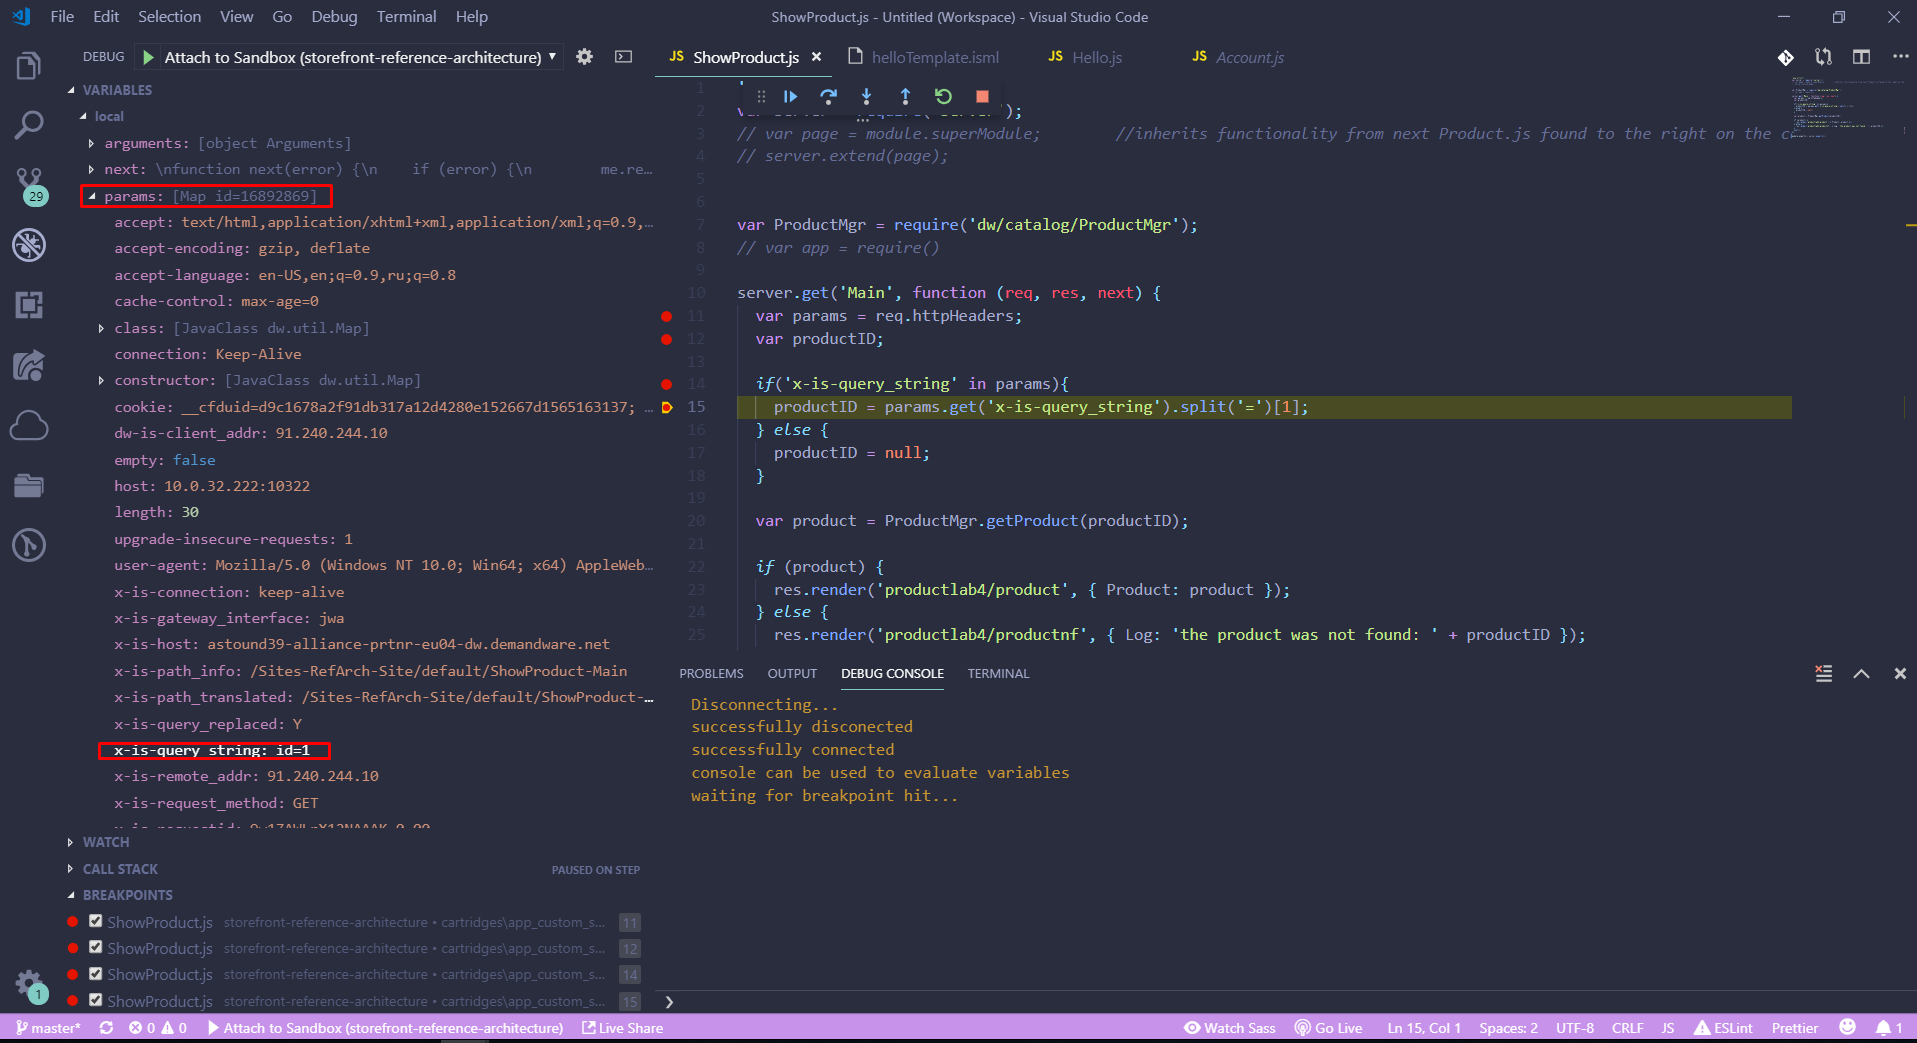 File Edit Selection View Go Debug Terminal Help
ShowProduct.js - Untitled (Workspace) - Visual Studio Code
DEBUG Attach to Sandbox (storefront-reference-architecture)
VARIABLES
local
arguments: [object Arguments]
next: \nfunction next(error) {\n    if (error) {\n        me.re…
params: [Map id=16892869]
accept: text/html,application/xhtml+xml,application/xml;q=0.9,…
accept-encoding: gzip, deflate
accept-language: en-US,en;q=0.9,ru;q=0.8
cache-control: max-age=0
class: [JavaClass dw.util.Map]
connection: Keep-Alive
constructor: [JavaClass dw.util.Map]
cookie: __cfduid=d9c1678a2f91db317a12d4280e152667d1565163137; …
dw-is-client_addr: 91.240.244.10
empty: false
host: 10.0.32.222:10322
length: 30
upgrade-insecure-requests: 1
user-agent: Mozilla/5.0 (Windows NT 10.0; Win64; x64) AppleWeb…
x-is-connection: keep-alive
x-is-gateway_interface: jwa
x-is-host: astound39-alliance-prtnr-eu04-dw.demandware.net
x-is-path_info: /Sites-RefArch-Site/default/ShowProduct-Main
x-is-path_translated: /Sites-RefArch-Site/default/ShowProduct-…
x-is-query_replaced: Y
x-is-query_string: id=1
x-is-remote_addr: 91.240.244.10
x-is-request_method: GET
WATCH
CALL STACK PAUSED ON STEP
BREAKPOINTS
ShowProduct.js storefront-reference-architecture • cartridges\app_custom_s… 11
ShowProduct.js storefront-reference-architecture • cartridges\app_custom_s… 12
ShowProduct.js storefront-reference-architecture • cartridges\app_custom_s… 14
ShowProduct.js storefront-reference-architecture • cartridges\app_custom_s… 15
29
1
JS ShowProduct.js helloTemplate.isml JS Hello.js JS Account.js
1 '
2 );
3 // var page = module.superModule; //inherits functionality from next Product.js found to the right on the c
4 // server.extend(page);
5
6
7 var ProductMgr = require('dw/catalog/ProductMgr');
8 // var app = require()
9
10 server.get('Main', function (req, res, next) {
11 var params = req.httpHeaders;
12 var productID;
13
14 if('x-is-query_string' in params){
15 productID = params.get('x-is-query_string').split('=')[1];
16 } else {
17 productID = null;
18 }
19
20 var product = ProductMgr.getProduct(productID);
21
22 if (product) {
23 res.render('productlab4/product', { Product: product });
24 } else {
25 res.render('productlab4/productnf', { Log: 'the product was not found: ' + productID });
PROBLEMS OUTPUT DEBUG CONSOLE TERMINAL
Disconnecting...
successfully disconected
successfully connected
console can be used to evaluate variables
waiting for breakpoint hit...
master* 0 0 Attach to Sandbox (storefront-reference-architecture) Live Share Watch Sass Go Live Ln 15, Col 1 Spaces: 2 UTF-8 CRLF JS ESLint Prettier 1